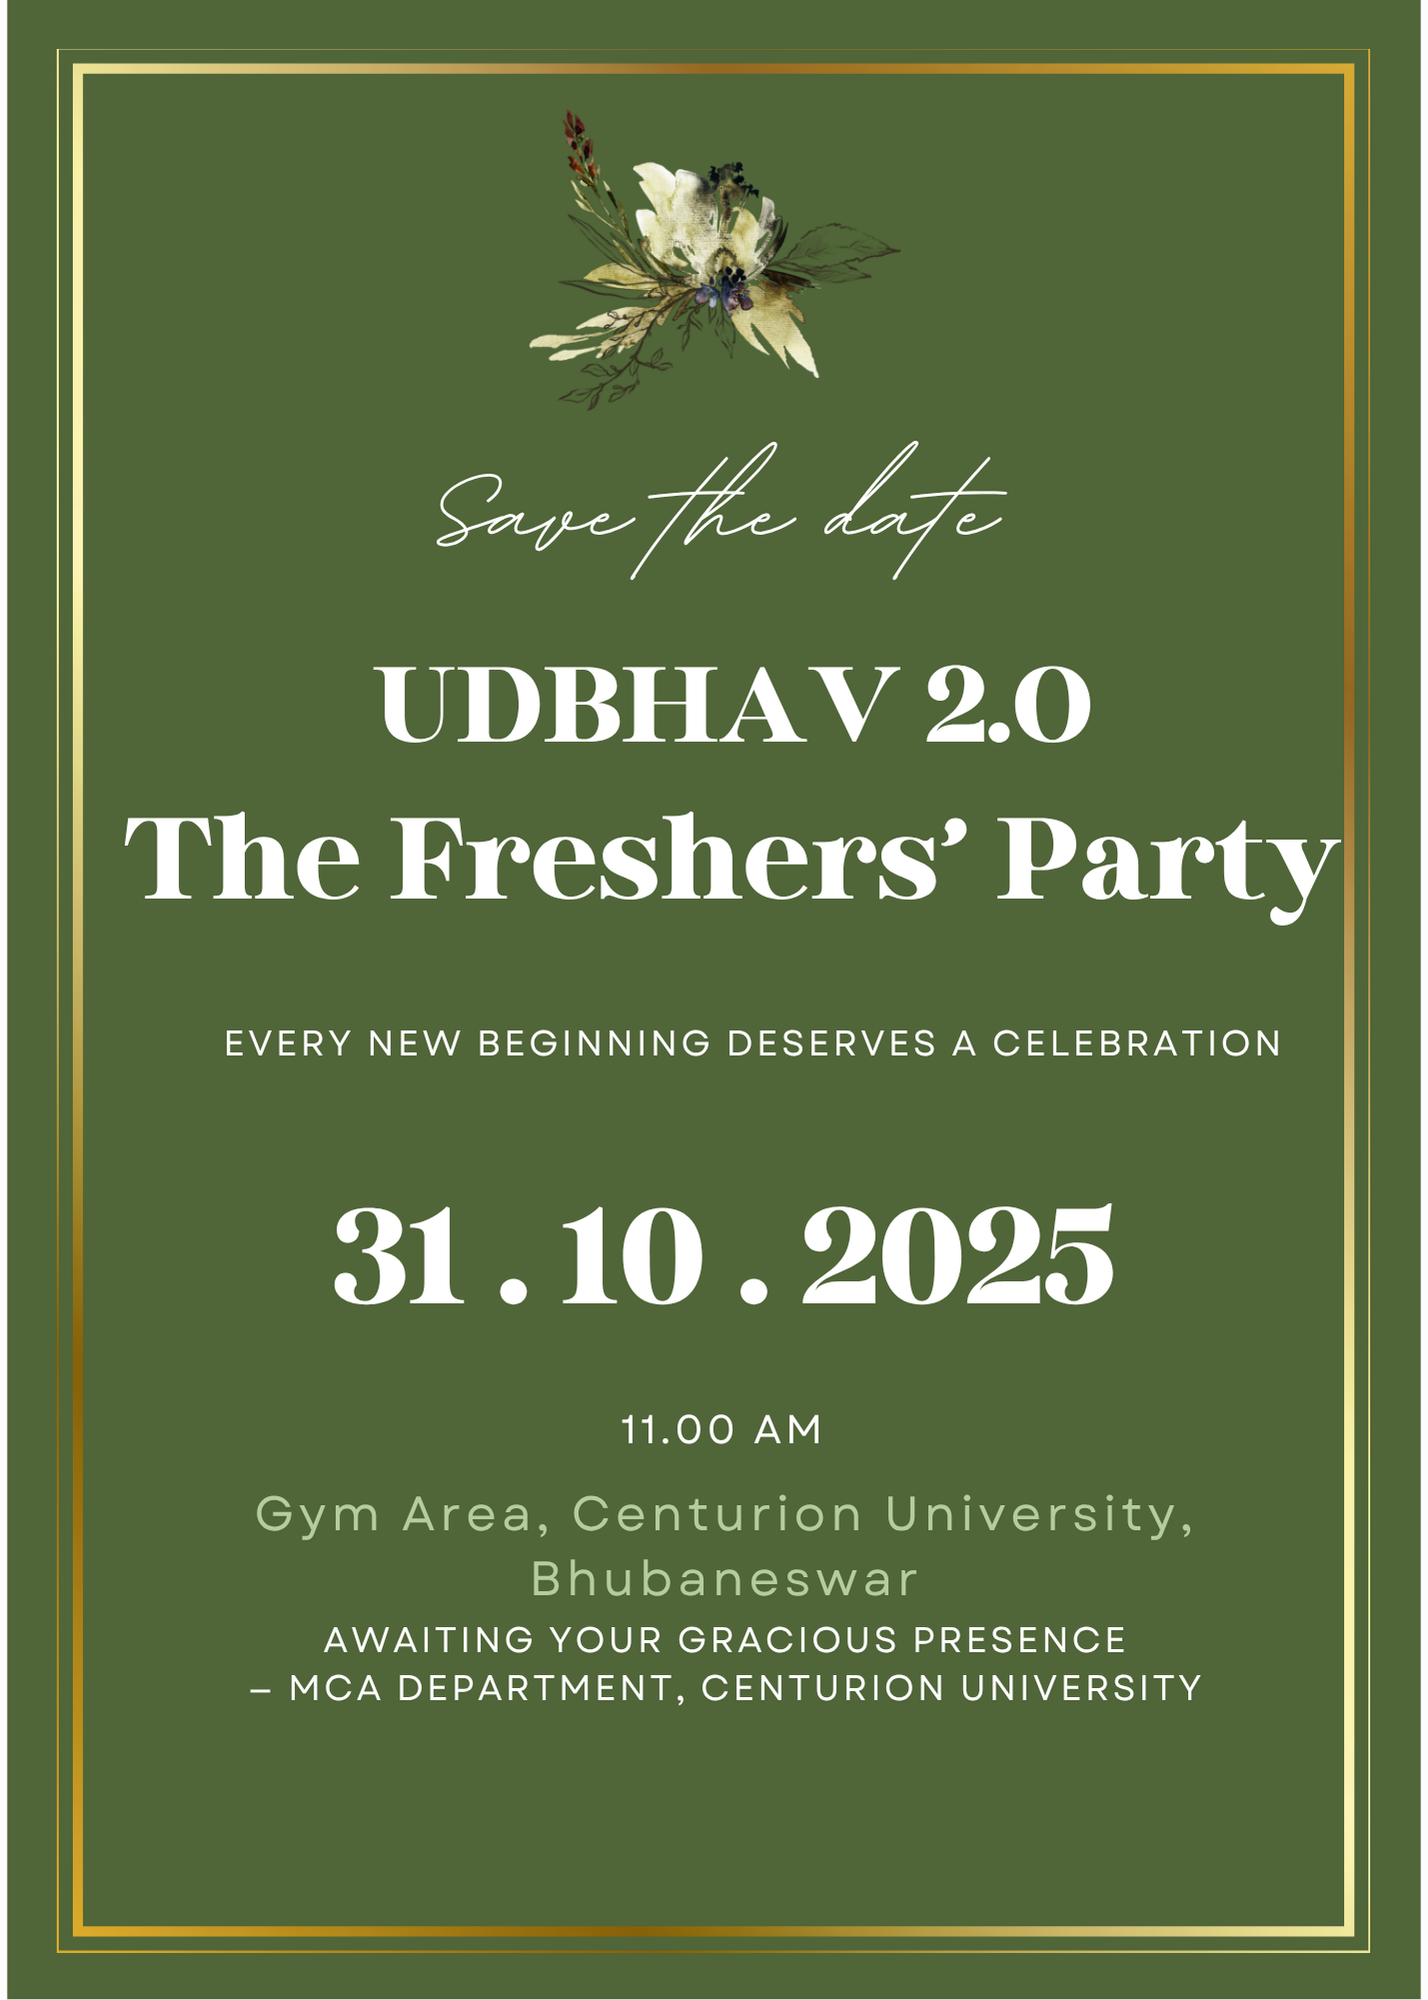 Save the date
UDBHAV 2.0
The Freshers’ Party
EVERY NEW BEGINNING DESERVES A CELEBRATION
31 . 10 . 2025
11.00 AM
Gym Area, Centurion University,
Bhubaneswar
AWAITING YOUR GRACIOUS PRESENCE
– MCA DEPARTMENT, CENTURION UNIVERSITY